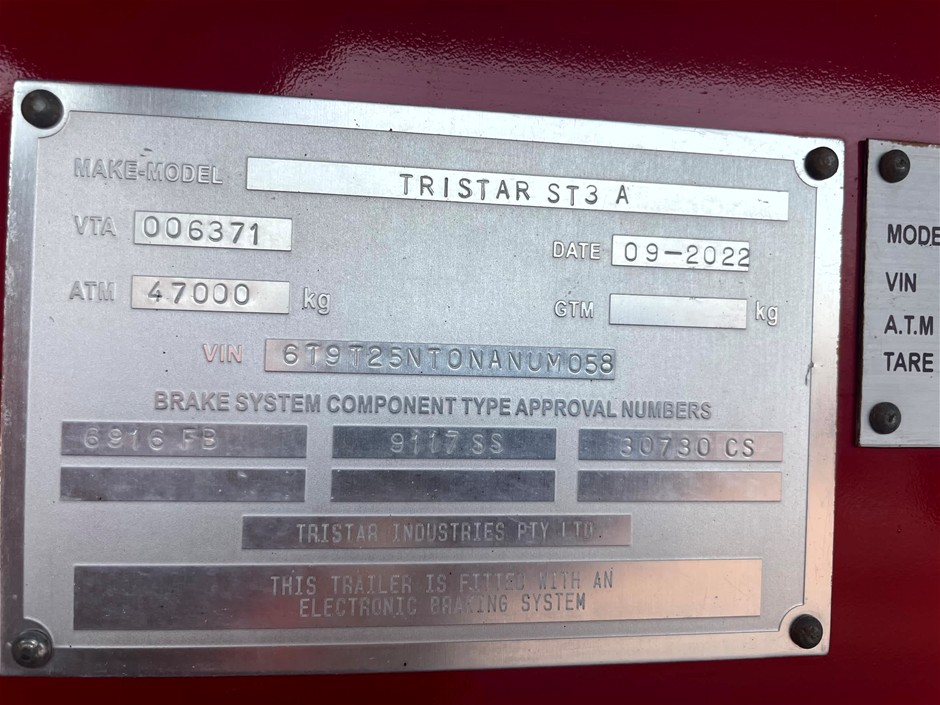 MAKE-MODEL TRISTAR ST3 A
VTA 006371
DATE 09-2022
ATM 47000 kg
GTM kg
VIN 6T9T25NTONANUM058
BRAKE SYSTEM COMPONENT TYPE APPROVAL NUMBERS
6916 FB 9117 SS 30730 CS
TRISTAR INDUSTRIES PTY LTD.
THIS TRAILER IS FITTED WITH AN
ELECTRONIC BRAKING SYSTEM
MODE
VIN
A.T.M
TARE